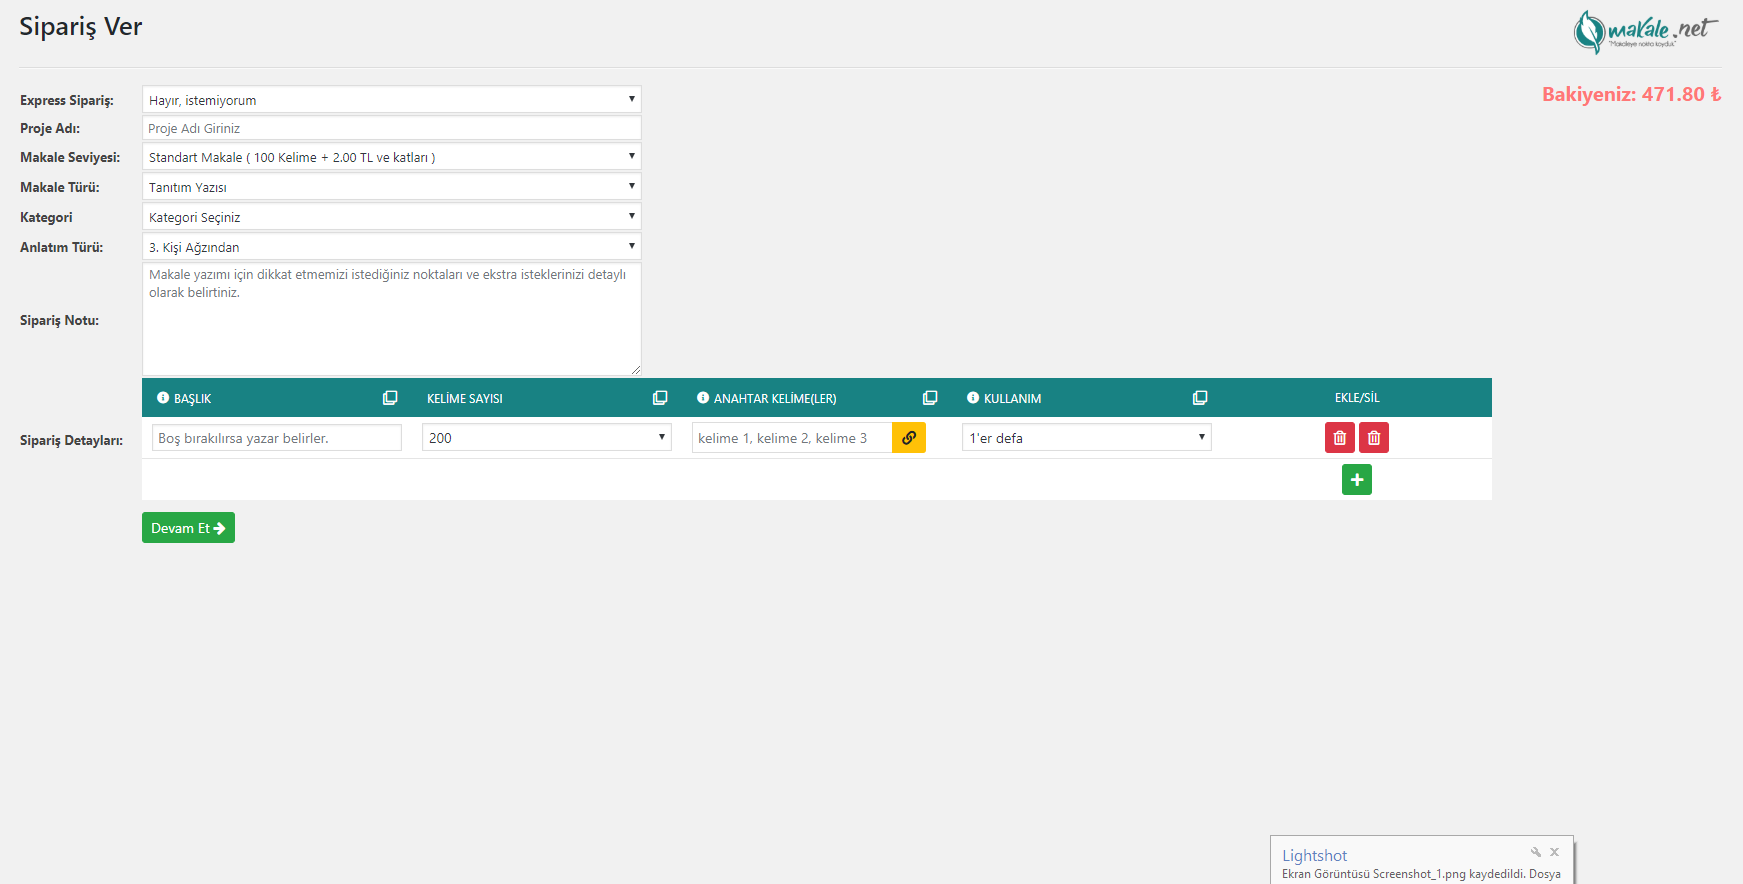 Sipariş Ver
makale.net
"Makaleye nokta koyduk"
Bakiyeniz: 471.80 ₺
Express Sipariş: Hayır, istemiyorum
Proje Adı: Proje Adı Giriniz
Makale Seviyesi: Standart Makale ( 100 Kelime + 2.00 TL ve katları )
Makale Türü: Tanıtım Yazısı
Kategori Kategori Seçiniz
Anlatım Türü: 3. Kişi Ağzından
Sipariş Notu: Makale yazımı için dikkat etmemizi istediğiniz noktaları ve ekstra isteklerinizi detaylı
olarak belirtiniz.
BAŞLIK KELİME SAYISI ANAHTAR KELİME(LER) KULLANIM EKLE/SİL
Sipariş Detayları: Boş bırakılırsa yazar belirler. 200 kelime 1, kelime 2, kelime 3 1'er defa
Devam Et
Lightshot
Ekran Görüntüsü Screenshot_1.png kaydedildi. Dosya